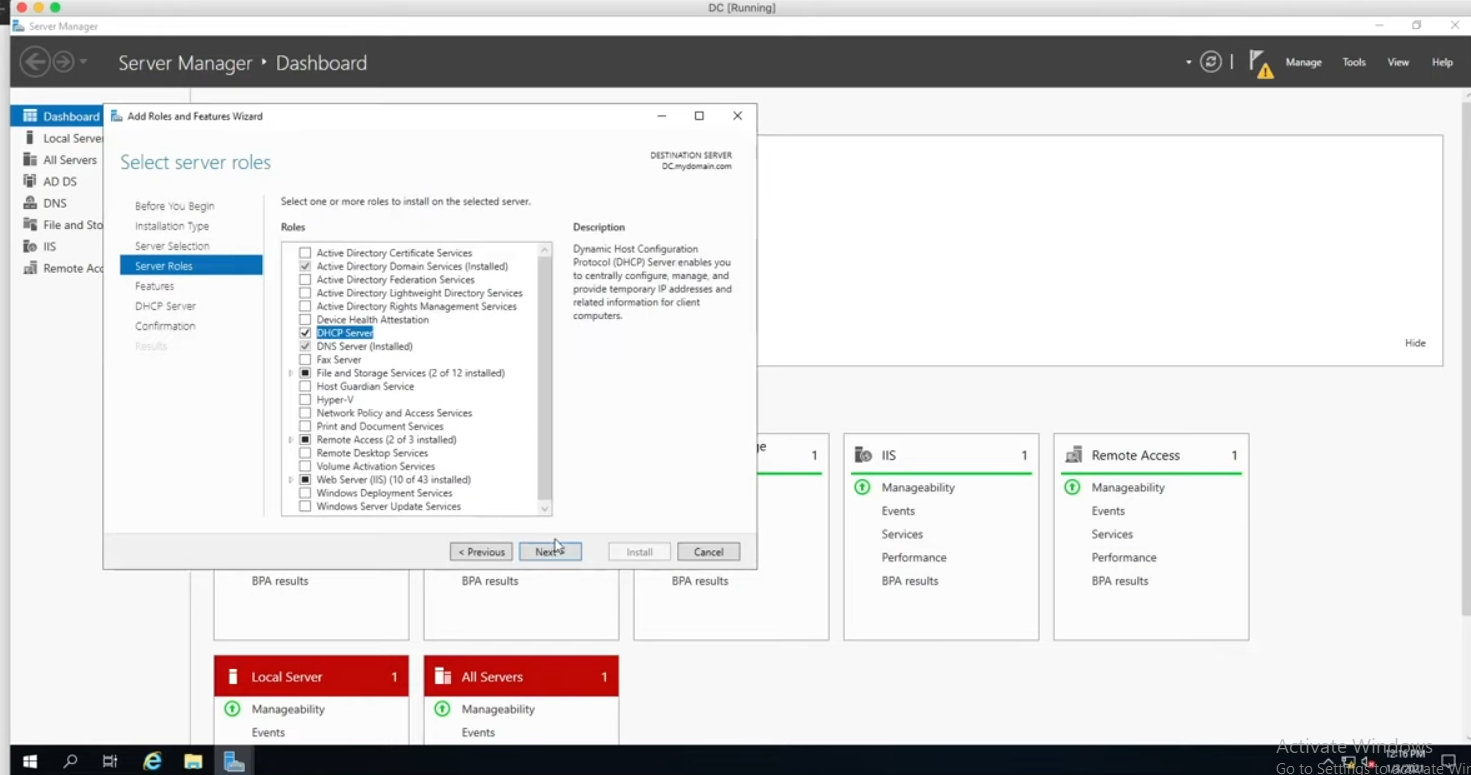 DC [Running]
Server Manager
Server Manager ‣ Dashboard
Manage
Tools
View
Help
Dashboard
Local Serve
All Servers
AD DS
DNS
File and Sto
IIS
Remote Acc
Add Roles and Features Wizard
Select server roles
DESTINATION SERVER
DC.mydomain.com
Before You Begin
Installation Type
Server Selection
Server Roles
Features
DHCP Server
Confirmation
Results
Select one or more roles to install on the selected server.
Roles
Active Directory Certificate Services
Active Directory Domain Services (Installed)
Active Directory Federation Services
Active Directory Lightweight Directory Services
Active Directory Rights Management Services
Device Health Attestation
DHCP Server
DNS Server (Installed)
Fax Server
File and Storage Services (2 of 12 installed)
Host Guardian Service
Hyper-V
Network Policy and Access Services
Print and Document Services
Remote Access (2 of 3 installed)
Remote Desktop Services
Volume Activation Services
Web Server (IIS) (10 of 43 installed)
Windows Deployment Services
Windows Server Update Services
Description
Dynamic Host Configuration
Protocol (DHCP) Server enables you
to centrally configure, manage, and
provide temporary IP addresses and
related information for client
computers.
< Previous
Next
Install
Cancel
Hide
ge 1
IIS 1
Manageability
Events
Services
Performance
BPA results
Remote Access 1
Manageability
Events
Services
Performance
BPA results
BPA results
BPA results
BPA results
Local Server 1
Manageability
Events
All Servers 1
Manageability
Events
Activate Windows
Go to Settings to activate Win
12:16 PM
1/3/2021